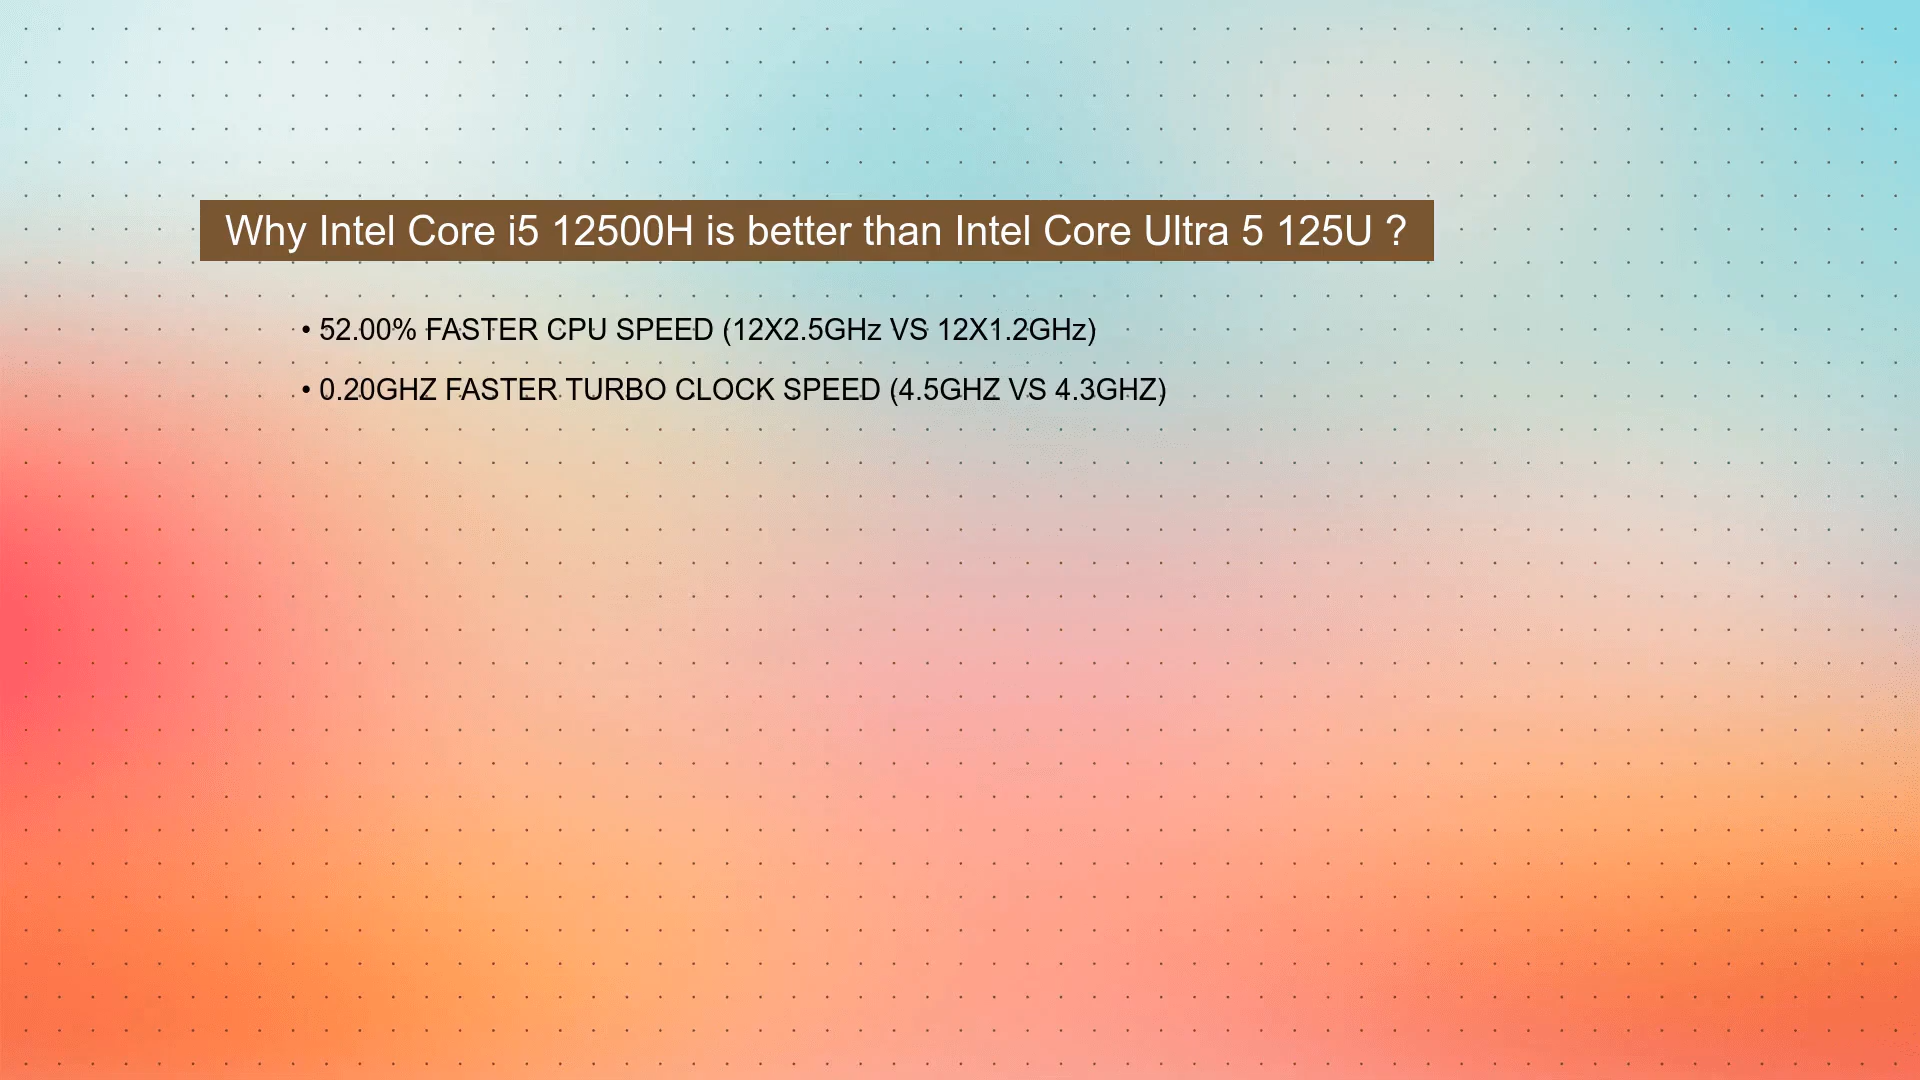 Why Intel Core i5 12500H is better than Intel Core Ultra 5 125U ?
• 52.00% FASTER CPU SPEED (12X2.5GHz VS 12X1.2GHz)
• 0.20GHZ FASTER TURBO CLOCK SPEED (4.5GHZ VS 4.3GHZ)